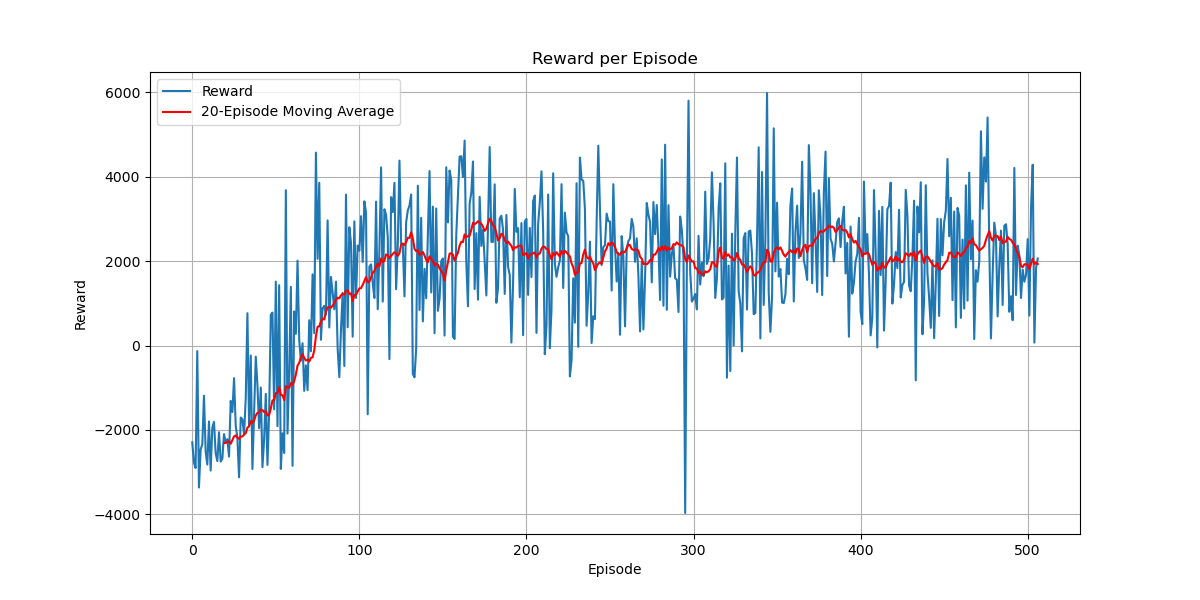 Reward per Episode
Reward
20-Episode Moving Average
6000
4000
2000
0
−2000
−4000
Reward
0 100 200 300 400 500
Episode